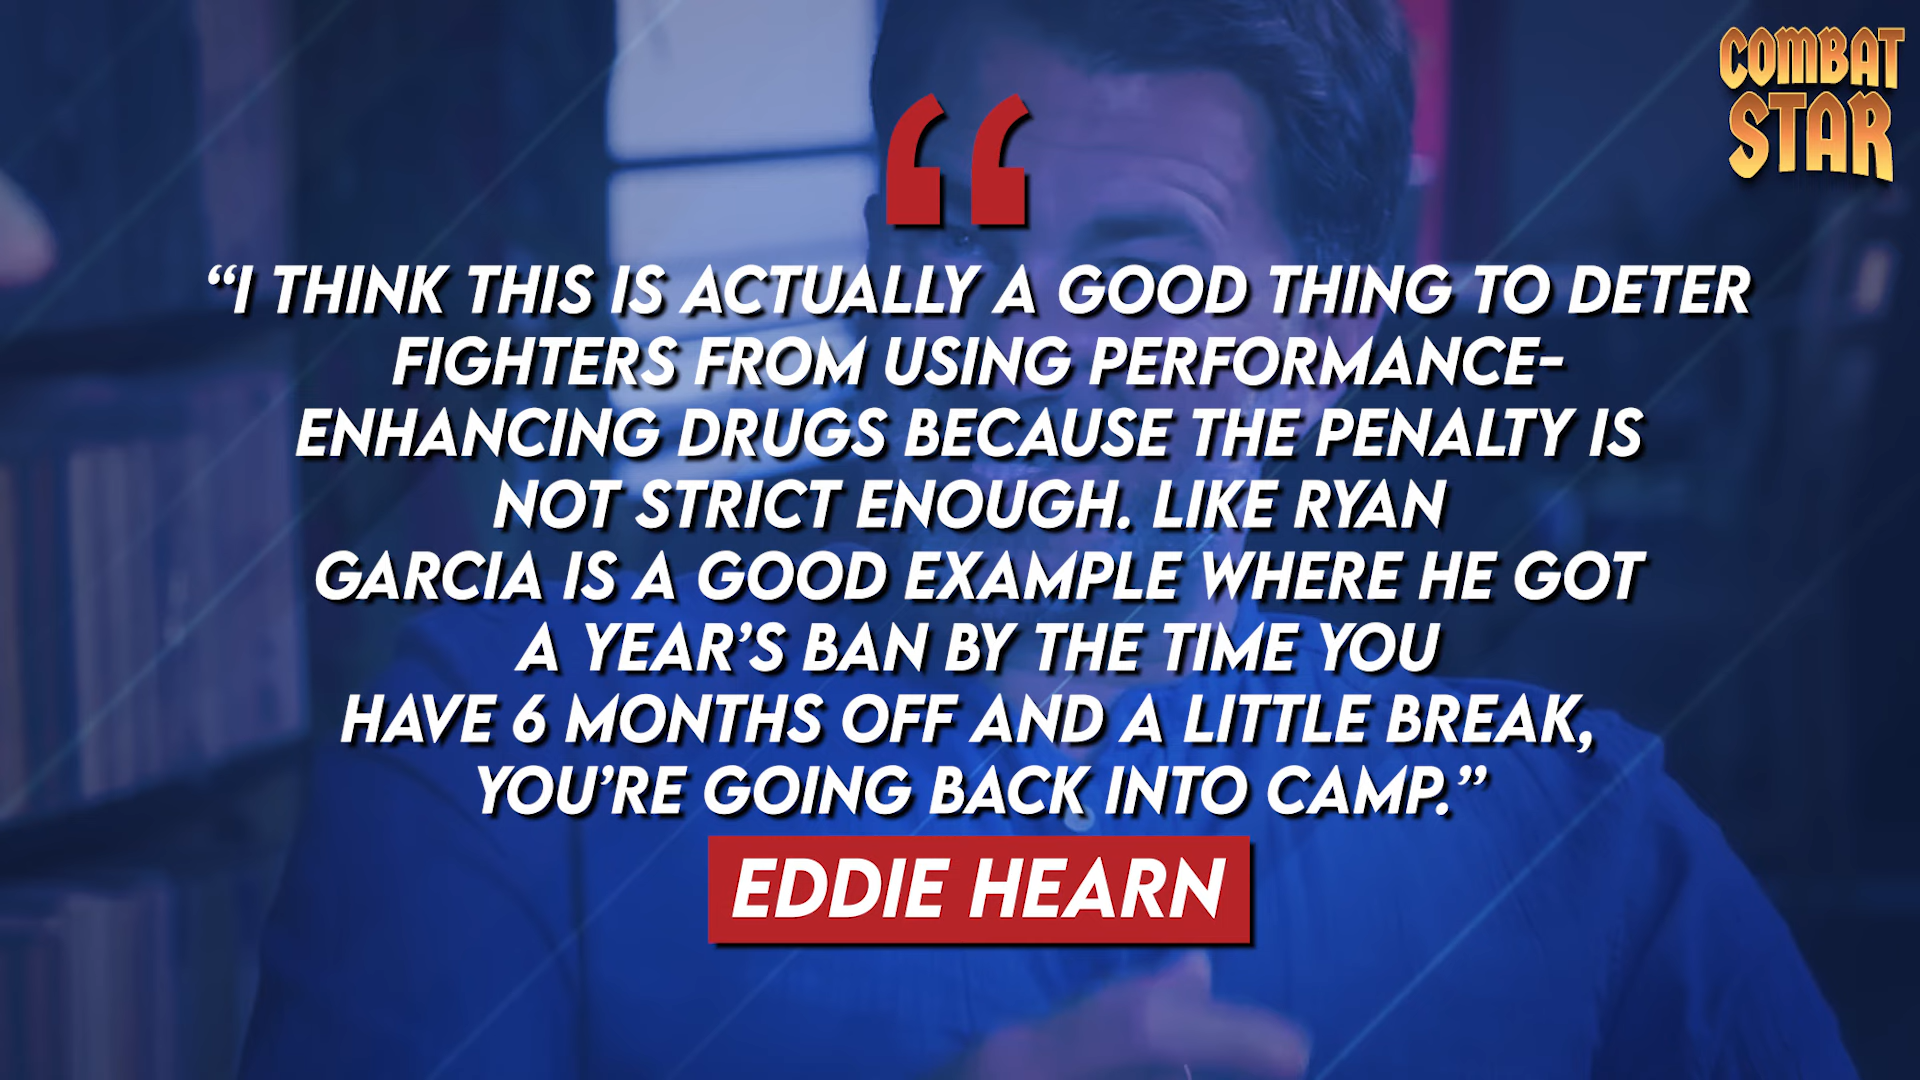 COMBAT
STAR
“
“I THINK THIS IS ACTUALLY A GOOD THING TO DETER
FIGHTERS FROM USING PERFORMANCE-
ENHANCING DRUGS BECAUSE THE PENALTY IS
NOT STRICT ENOUGH. LIKE RYAN
GARCIA IS A GOOD EXAMPLE WHERE HE GOT
A YEAR’S BAN BY THE TIME YOU
HAVE 6 MONTHS OFF AND A LITTLE BREAK,
YOU’RE GOING BACK INTO CAMP.”
EDDIE HEARN